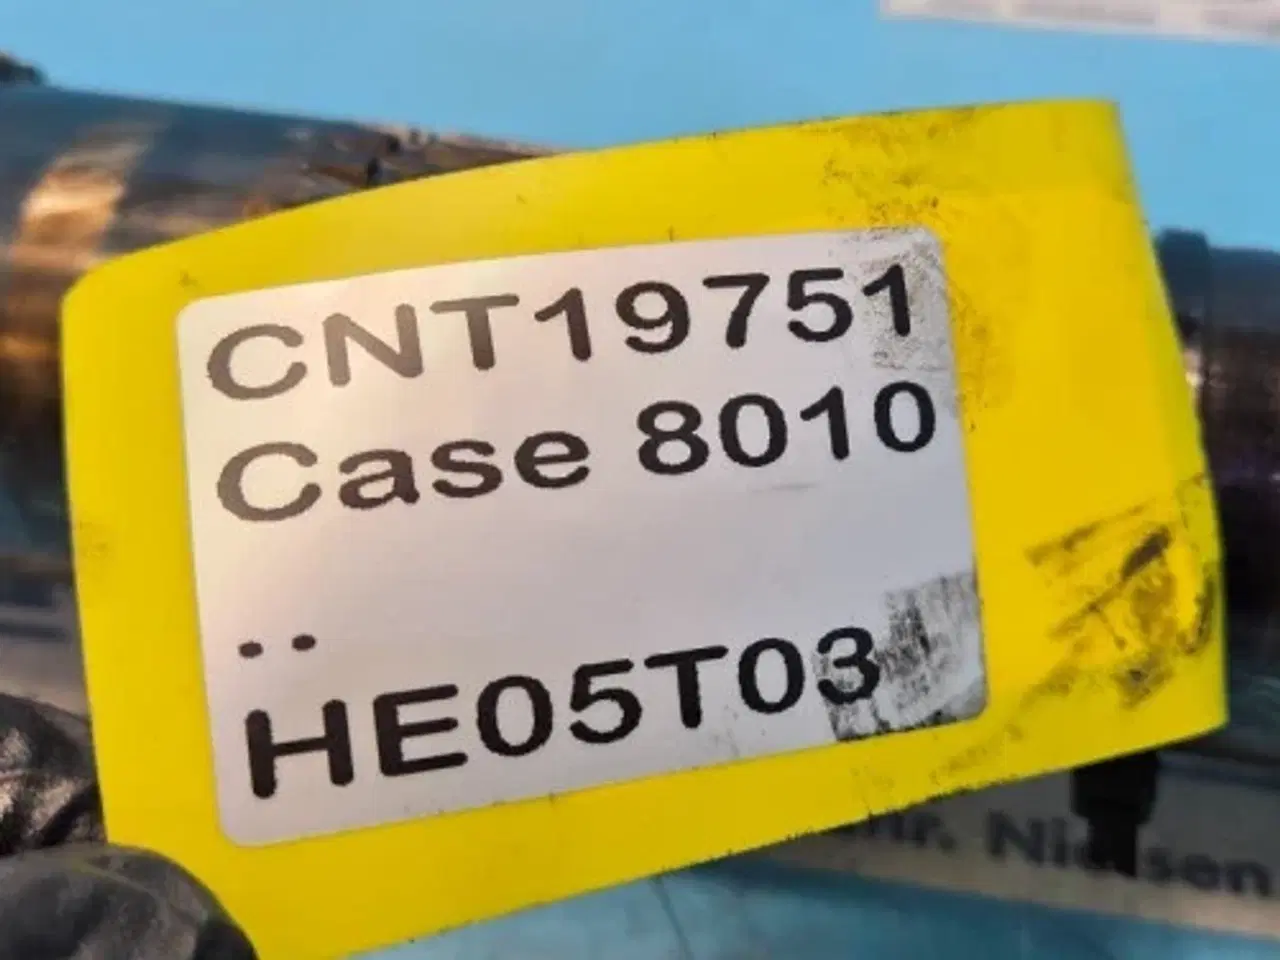 CNT19751
Case 8010
..
HE05T03